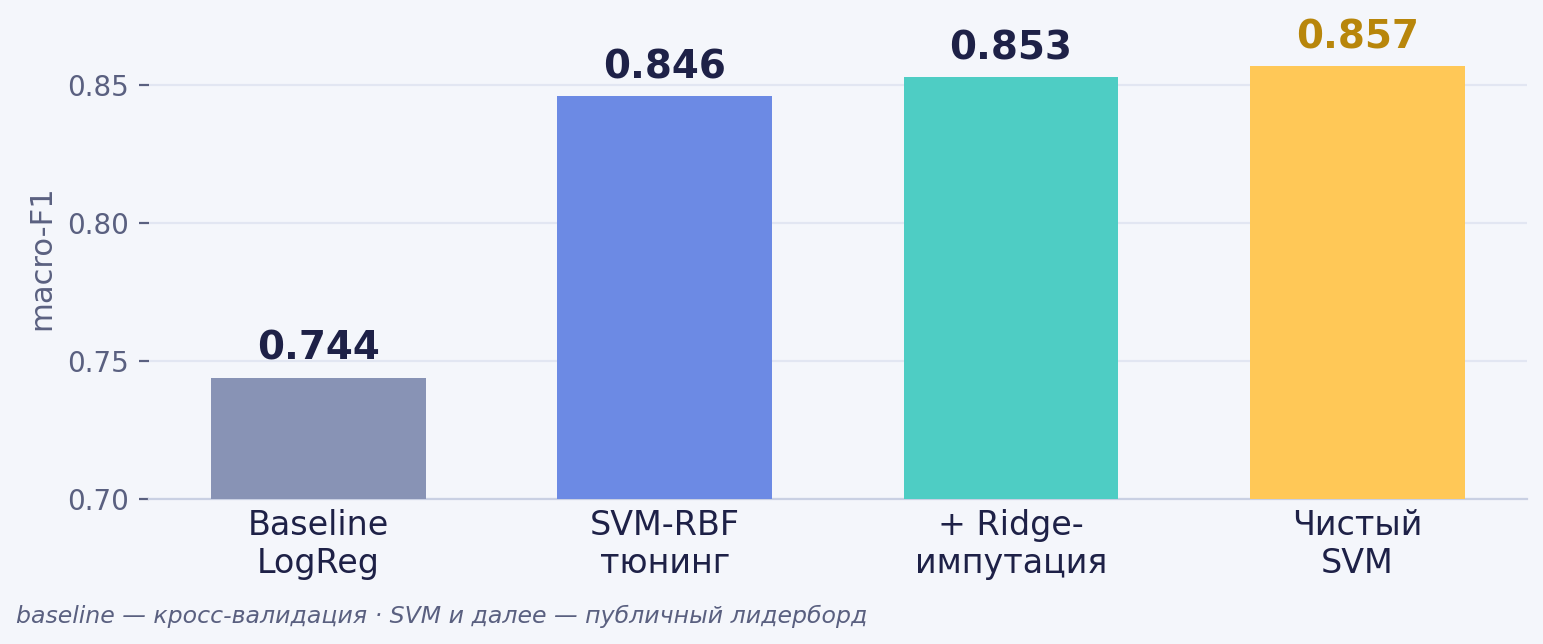 0.857
0.853
0.846
0.744
macro-F1
0.85
0.80
0.75
0.70
Baseline
LogReg
SVM-RBF
тюнинг
+ Ridge-
импутация
Чистый
SVM
baseline — кросс-валидация · SVM и далее — публичный лидерборд